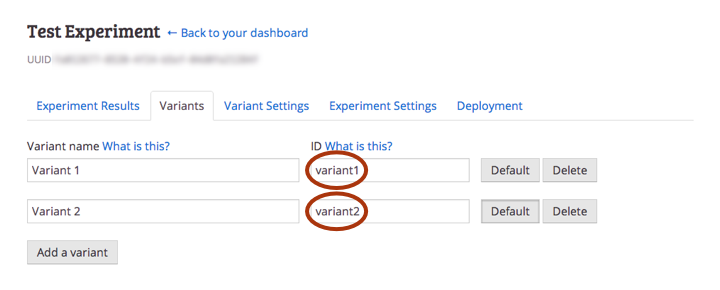 Test Experiment ← Back to your dashboard
UUID
Experiment Results Variants Variant Settings Experiment Settings Deployment
Variant name What is this? ID What is this?
Variant 1 variant1 Default Delete
Variant 2 variant2 Default Delete
Add a variant